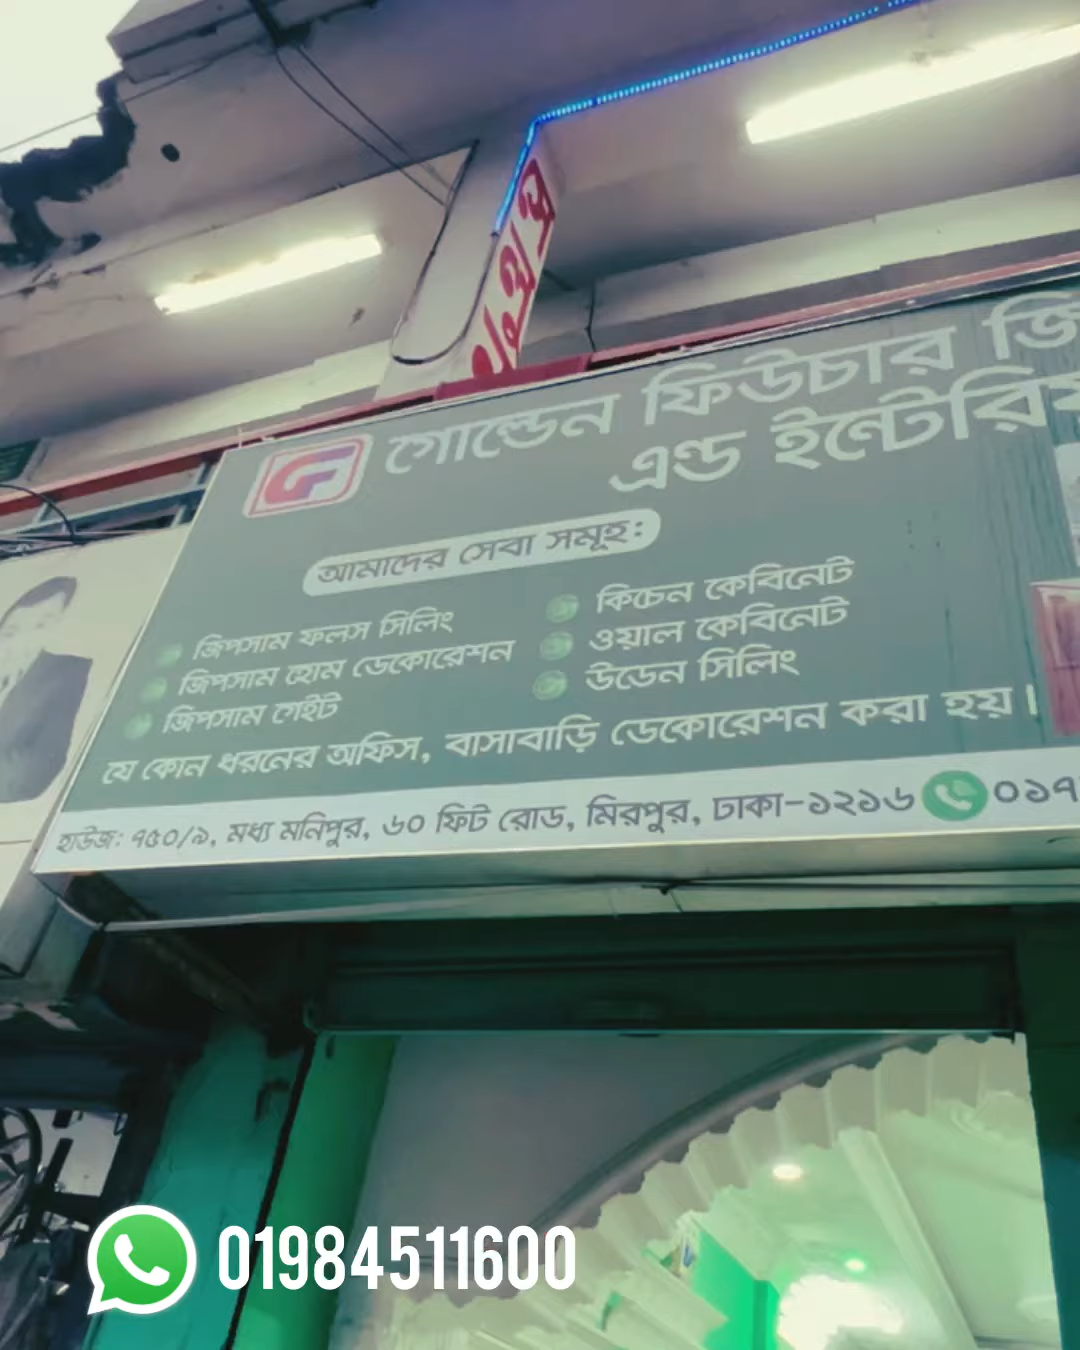 গোল্ডেন ফিউচার
এন্ড
আমাদের সেবা সমূহ:
জিপসাম ফলস সিলিং
জিপসাম হোম ডেকোরেশন
জিপসাম গেইট
কিচেন কেবিনেট
ওয়াল কেবিনেট
উডেন সিলিং
যে কোন ধরনের অফিস, বাসাবাড়ি ডেকোরেশন করা হয়।
হাউজ: ৭৫০/৯, মধ্য মনিপুর, ৬০ ফিট রোড, মিরপুর, ঢাকা-১২১৬ ০১৭
01984511600